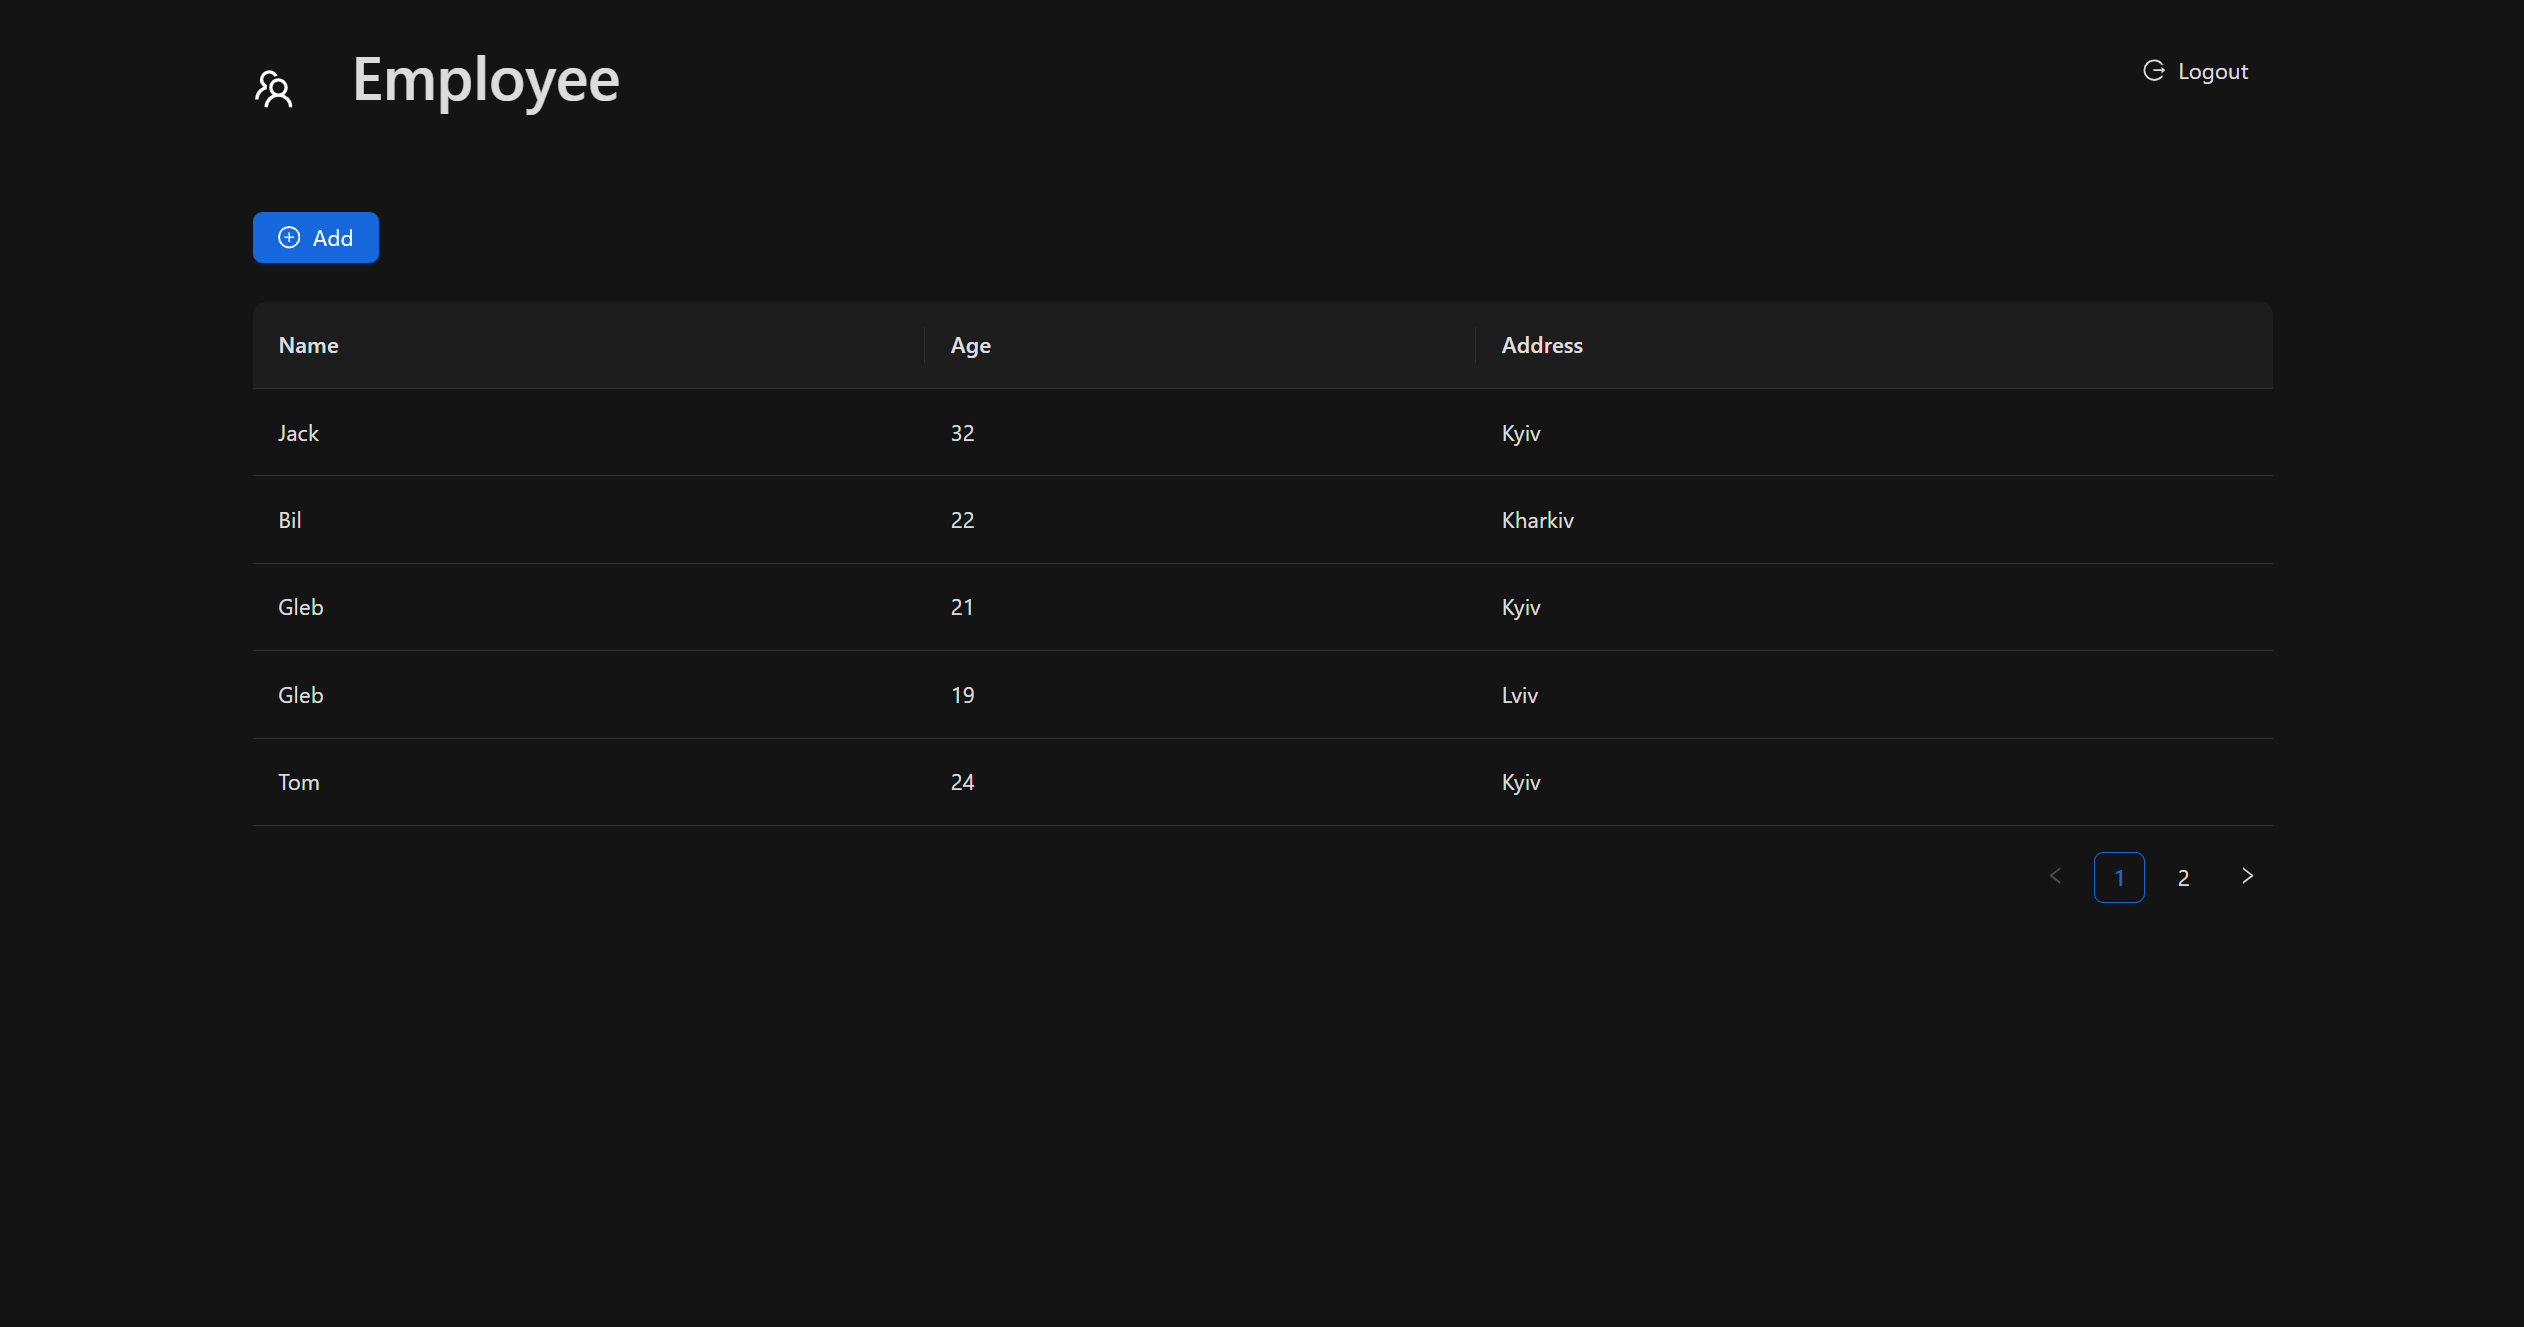 Employee
Logout
Add
Name Age Address
Jack 32 Kyiv
Bil 22 Kharkiv
Gleb 21 Kyiv
Gleb 19 Lviv
Tom 24 Kyiv
1 2